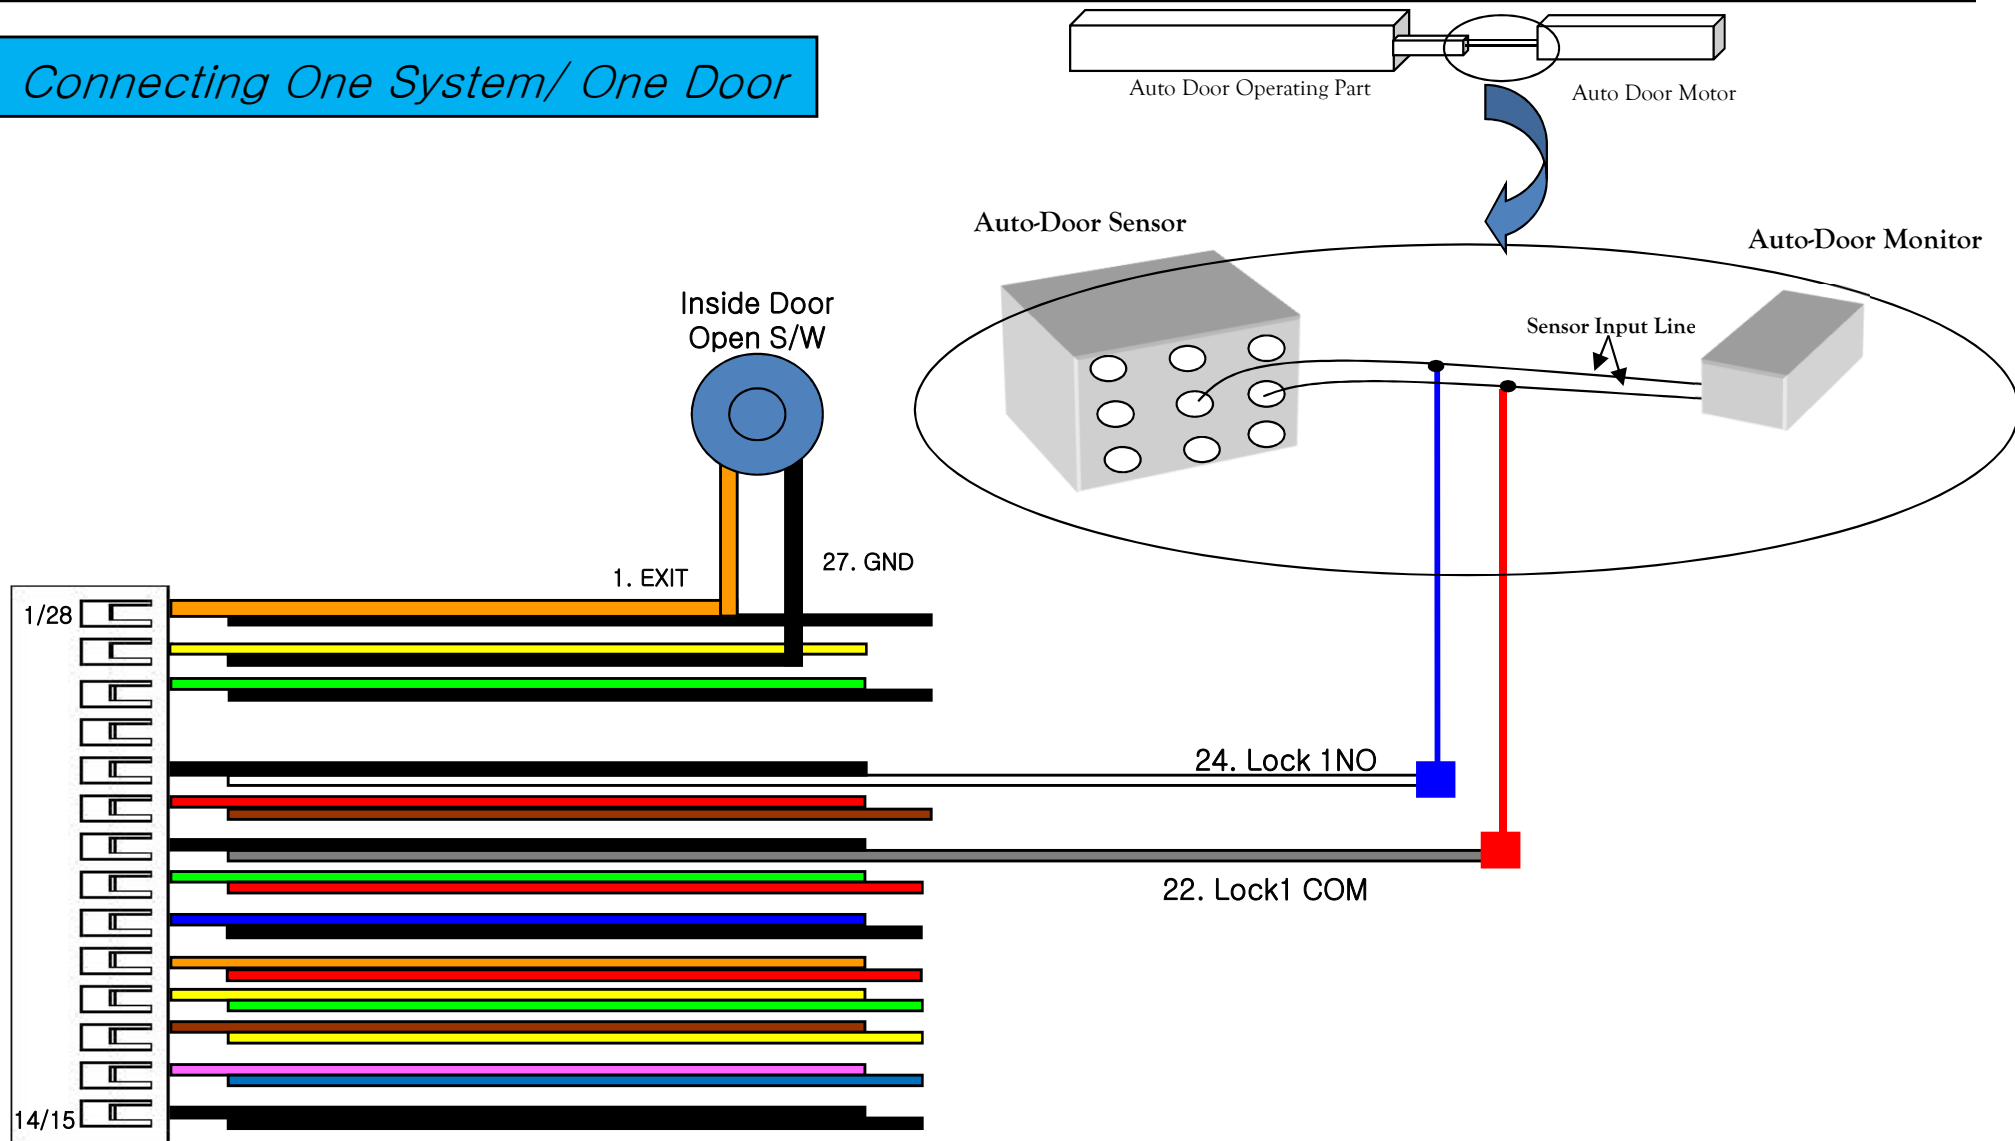 Connecting One System/ One Door
Auto Door Operating Part
Auto Door Motor
Auto-Door Sensor
Auto-Door Monitor
Sensor Input Line
Inside Door
Open S/W
1. EXIT
27. GND
1/28
24. Lock 1NO
22. Lock1 COM
14/15